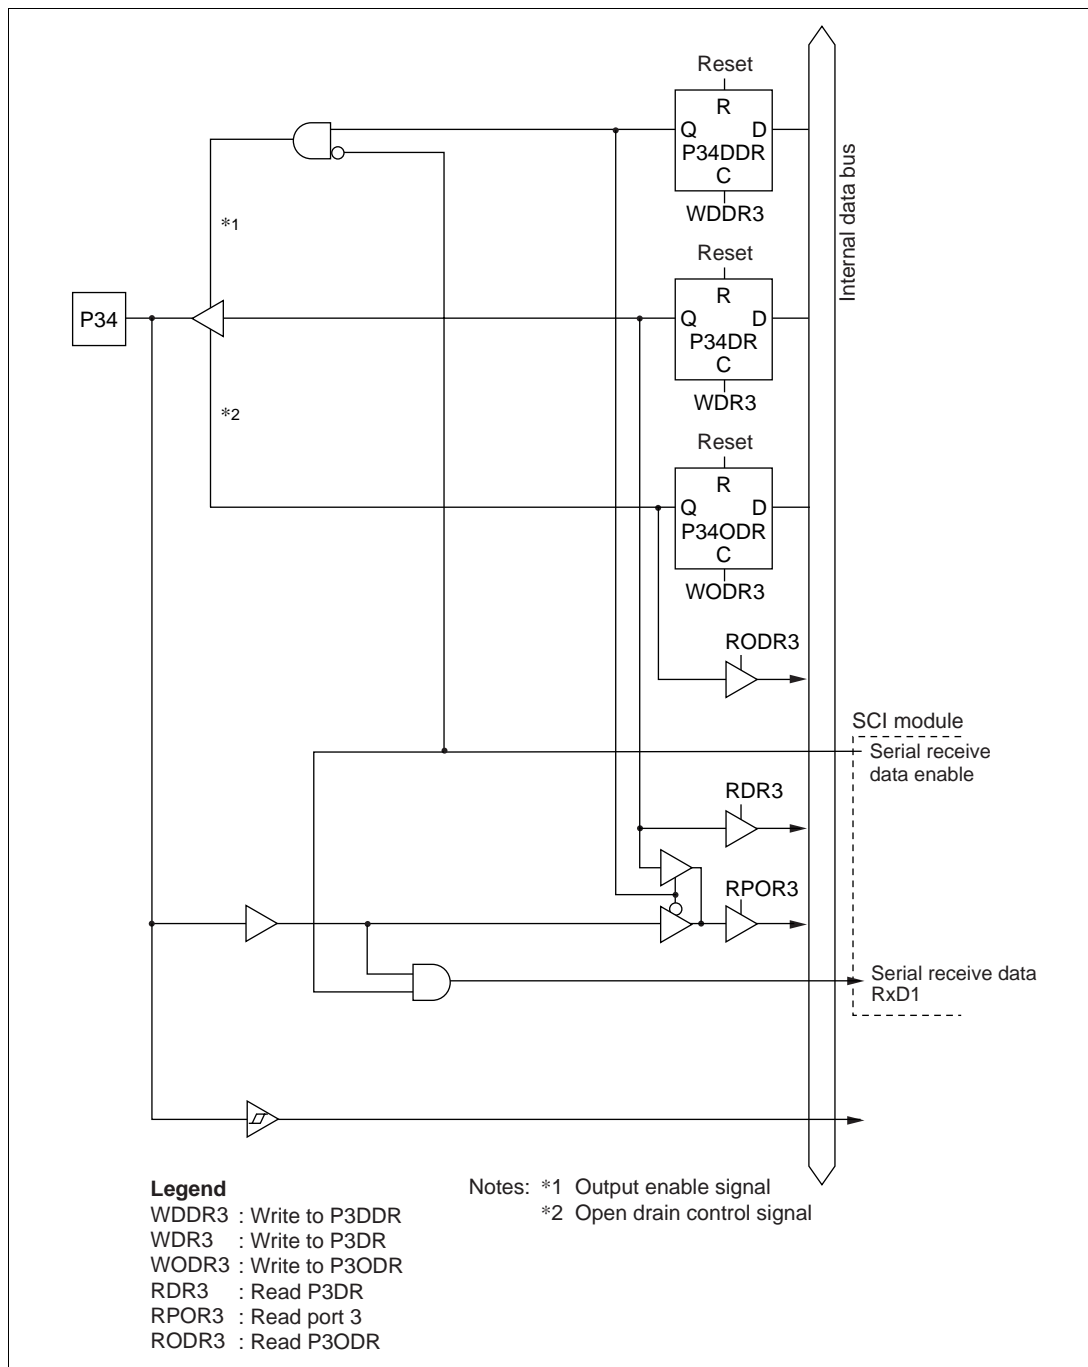 Reset
R
Q D
P34DDR
C
WDDR3
Internal data bus
*1
Reset
R
P34
Q D
P34DR
C
WDR3
*2
Reset
R
Q D
P34ODR
C
WODR3
RODR3
SCI module
Serial receive
data enable
RDR3
RPOR3
Serial receive data
RxD1
Legend
WDDR3 : Write to P3DDR
WDR3 : Write to P3DR
WODR3 : Write to P3ODR
RDR3 : Read P3DR
RPOR3 : Read port 3
RODR3 : Read P3ODR
Notes: *1 Output enable signal
*2 Open drain control signal